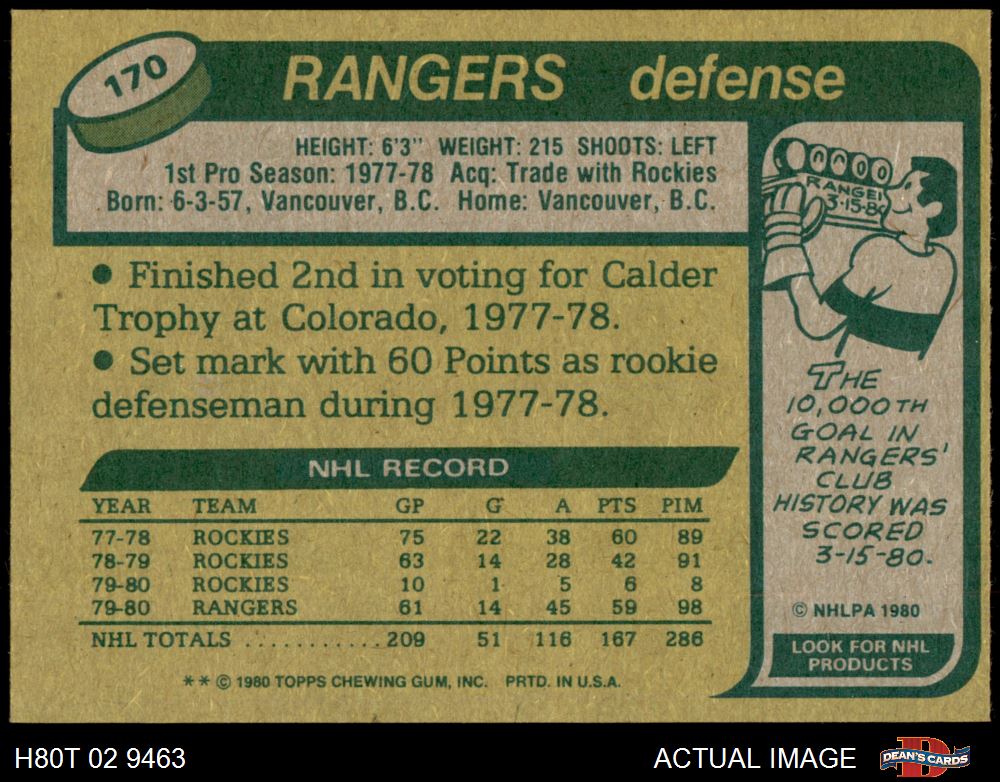 170
RANGERS defense
HEIGHT: 6'3" WEIGHT: 215 SHOOTS: LEFT
1st Pro Season: 1977-78 Acq: Trade with Rockies
Born: 6-3-57, Vancouver, B.C. Home: Vancouver, B.C.
• Finished 2nd in voting for Calder
Trophy at Colorado, 1977-78.
• Set mark with 60 Points as rookie
defenseman during 1977-78.
NHL RECORD
YEAR TEAM GP G A PTS PIM
77-78 ROCKIES 75 22 38 60 89
78-79 ROCKIES 63 14 28 42 91
79-80 ROCKIES 10 1 5 6 8
79-80 RANGERS 61 14 45 59 98
NHL TOTALS ........... 209 51 116 167 286
** © 1980 TOPPS CHEWING GUM, INC. PRTD. IN U.S.A.
10000
RANGER
3-15-80
THE
10,000TH
GOAL IN
RANGERS'
CLUB
HISTORY WAS
SCORED
3-15-80.
© NHLPA 1980
LOOK FOR NHL
PRODUCTS
H80T 02 9463
ACTUAL IMAGE
D
DEAN'S CARDS